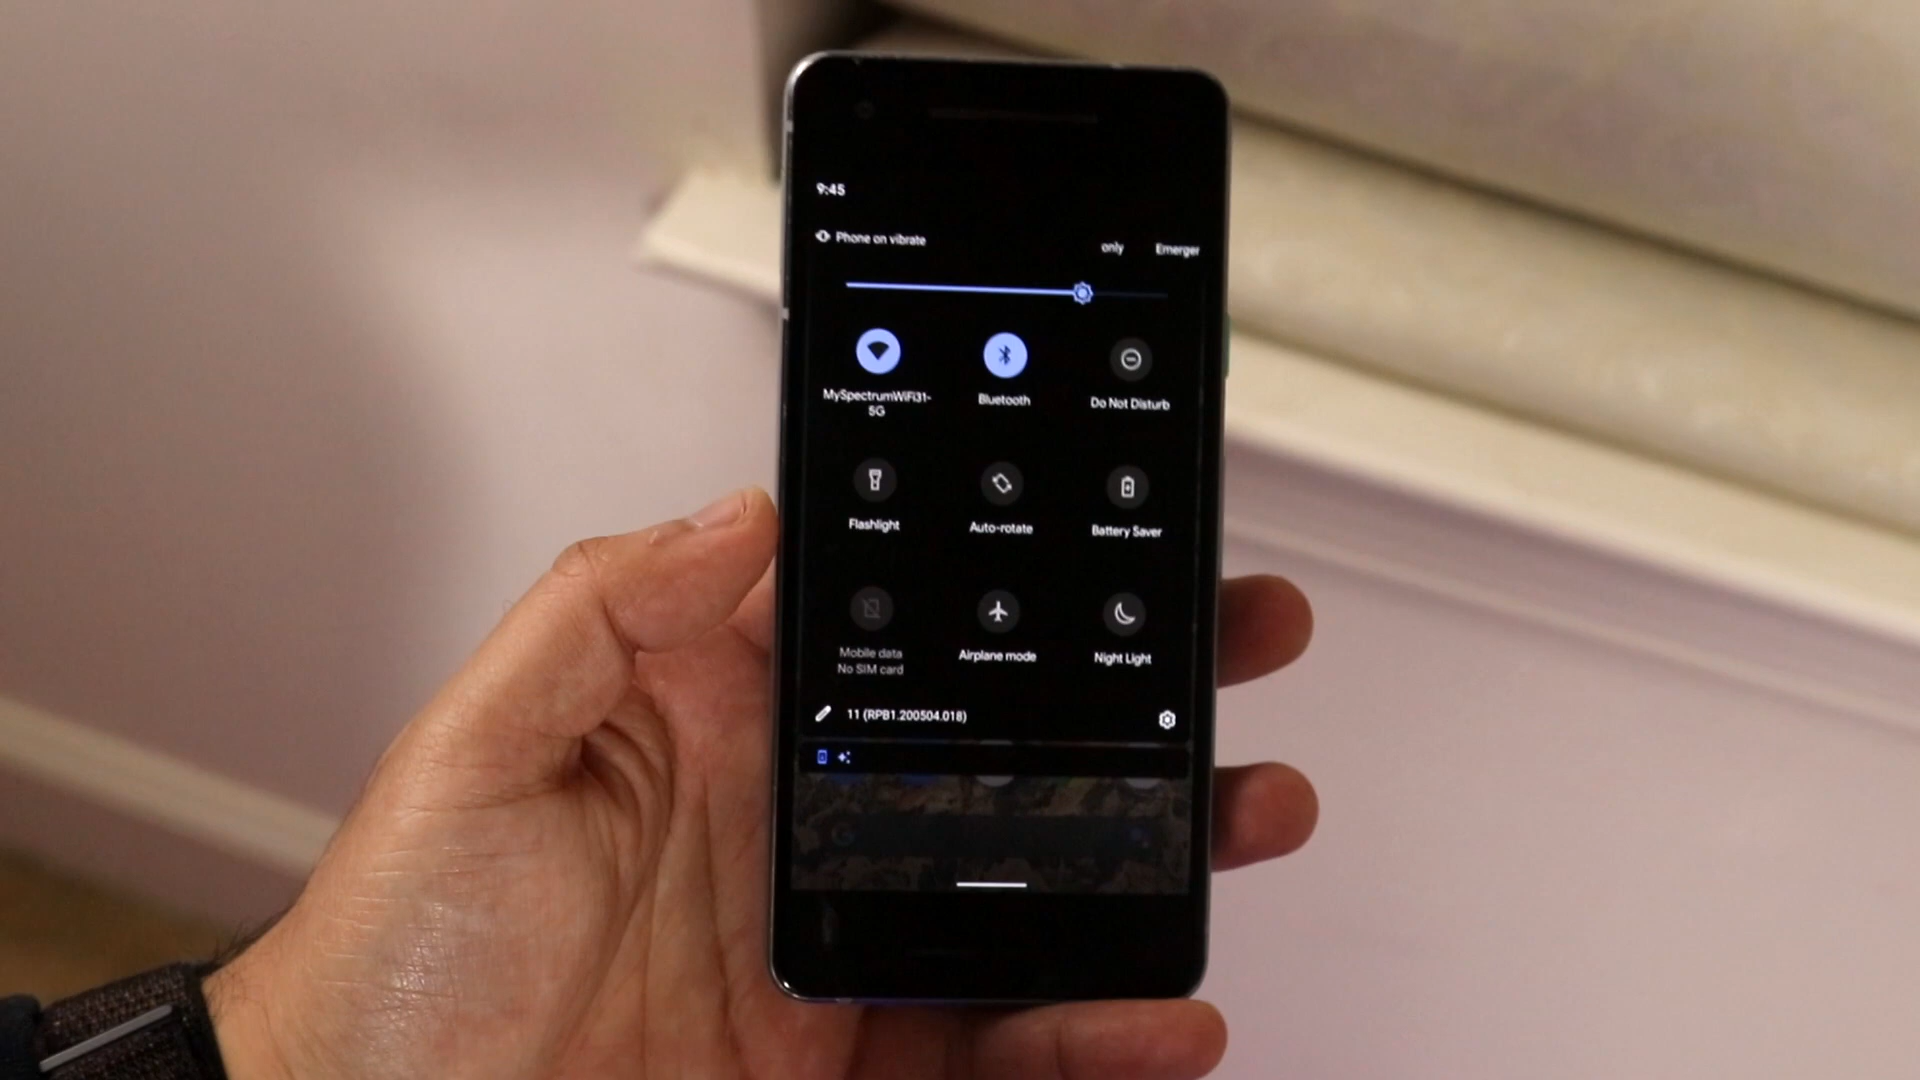 9:45
Phone on vibrate
only Emerger
MySpectrumWiFi31-
5G
Bluetooth
Do Not Disturb
Flashlight
Auto-rotate
Battery Saver
Mobile data
No SIM card
Airplane mode
Night Light
11 (RPB1.200504.018)